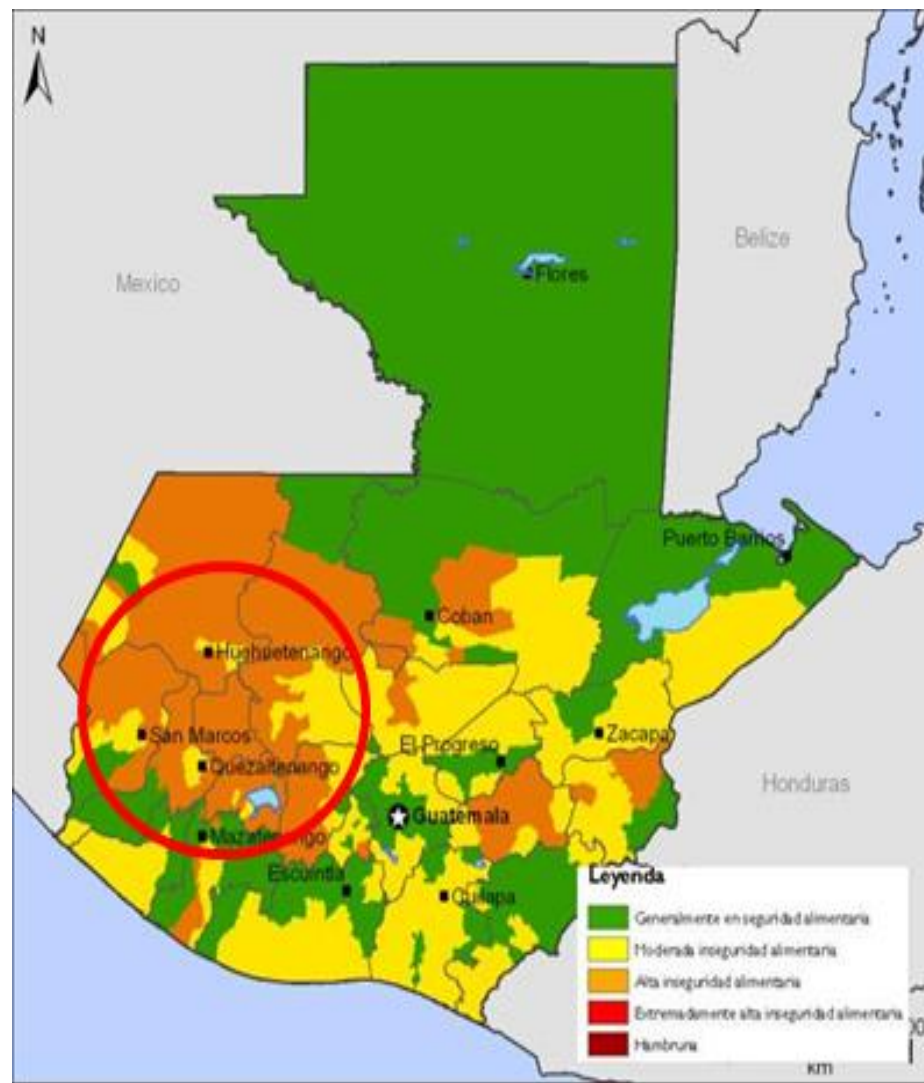 N
Belize
Flores
Mexico
Puerto Barrios
Coban
Huehuetenango
San Marcos
Zacapa
El Progreso
Quezaltenango
Honduras
Guatemala
Mazatenango
Escuintla
Cuilapa
Leyenda
Generalmente en seguridad alimentaria
Moderada inseguridad alimentaria
Alta inseguridad alimentaria
Extremadamente alta inseguridad alimentaria
Hambruna
km